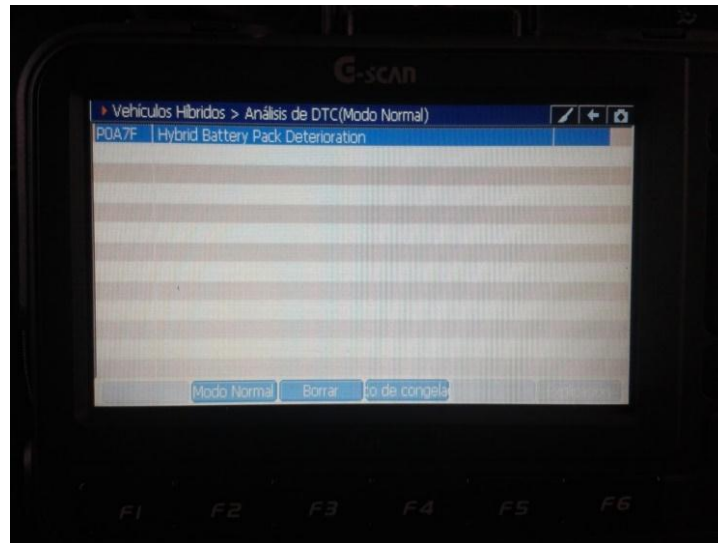 G-scan
Vehículos Híbridos > Análisis de DTC(Modo Normal)
P0A7F Hybrid Battery Pack Deterioration
Modo Normal Borrar to de congela
F1 F2 F3 F4 F5 F6